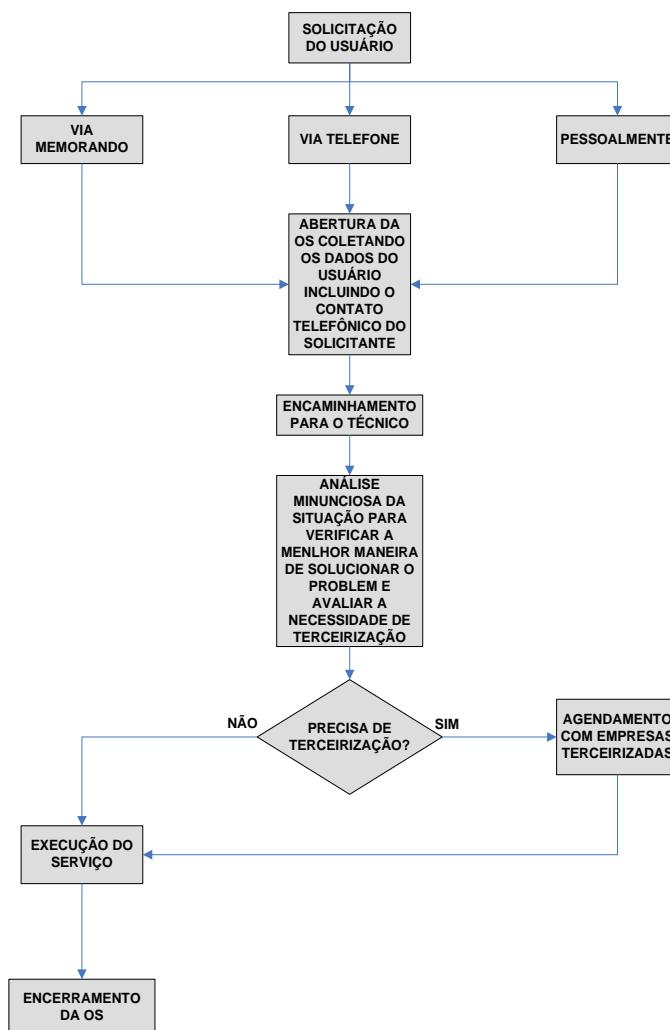 SOLICITAÇÃO
DO USUÁRIO
VIA
MEMORANDO
VIA TELEFONE
PESSOALMENTE
ABERTURA DA
OS COLETANDO
OS DADOS DO
USUÁRIO
INCLUINDO O
CONTATO
TELEFÔNICO DO
SOLICITANTE
ENCAMINHAMENTO
PARA O TÉCNICO
ANÁLISE
MINUNCIOSA DA
SITUAÇÃO PARA
VERIFICAR A
MENLHOR MANEIRA
DE SOLUCIONAR O
PROBLEM E
AVALIAR A
NECESSIDADE DE
TERCEIRIZAÇÃO
PRECISA DE
TERCEIRIZAÇÃO?
NÃO
SIM
AGENDAMENTO
COM EMPRESAS
TERCEIRIZADAS
EXECUÇÃO DO
SERVIÇO
ENCERRAMENTO
DA OS